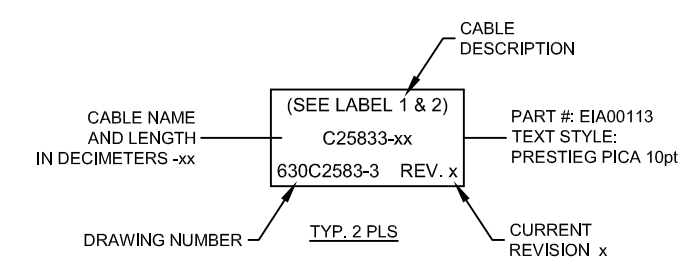 CABLE
DESCRIPTION
(SEE LABEL 1 & 2)
CABLE NAME
AND LENGTH
IN DECIMETERS -xx
C25833-xx
PART #: EIA00113
TEXT STYLE:
PRESTIEG PICA 10pt
630C2583-3 REV. x
DRAWING NUMBER
TYP. 2 PLS
CURRENT
REVISION x